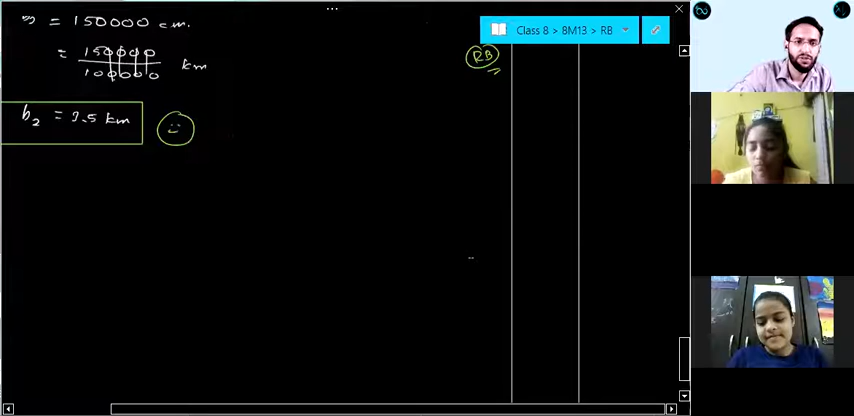 = 150000 cm.
Class 8 > 8M13 > RB
= 150000 / 100000 km
RB
b₂ = 1.5 km